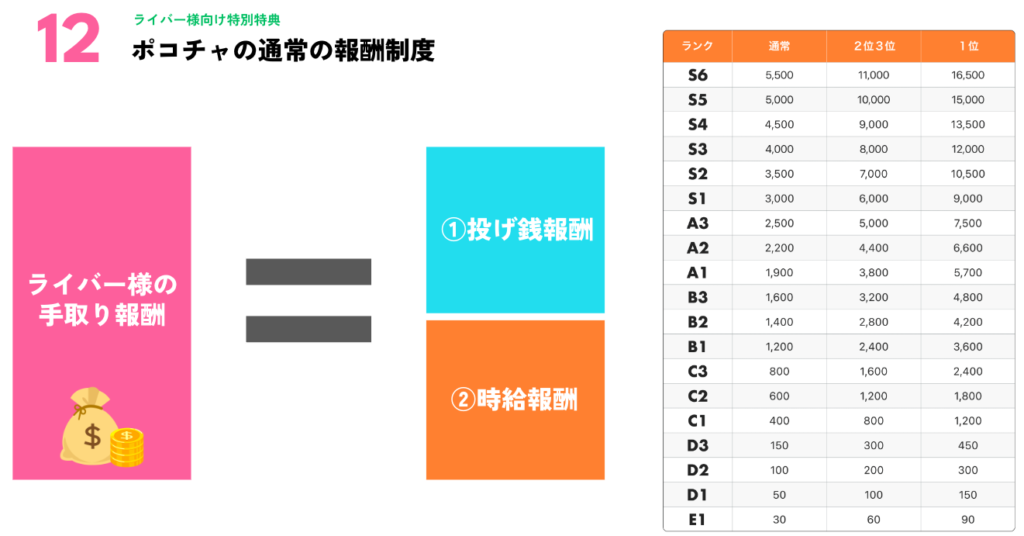 12
ライバー様向け特別特典
ポコチャの通常の報酬制度
ライバー様の
手取り報酬
$
$
①投げ銭報酬
②時給報酬
ランク 通常 2位3位 1位
S6 5,500 11,000 16,500
S5 5,000 10,000 15,000
S4 4,500 9,000 13,500
S3 4,000 8,000 12,000
S2 3,500 7,000 10,500
S1 3,000 6,000 9,000
A3 2,500 5,000 7,500
A2 2,200 4,400 6,600
A1 1,900 3,800 5,700
B3 1,600 3,200 4,800
B2 1,400 2,800 4,200
B1 1,200 2,400 3,600
C3 800 1,600 2,400
C2 600 1,200 1,800
C1 400 800 1,200
D3 150 300 450
D2 100 200 300
D1 50 100 150
E1 30 60 90